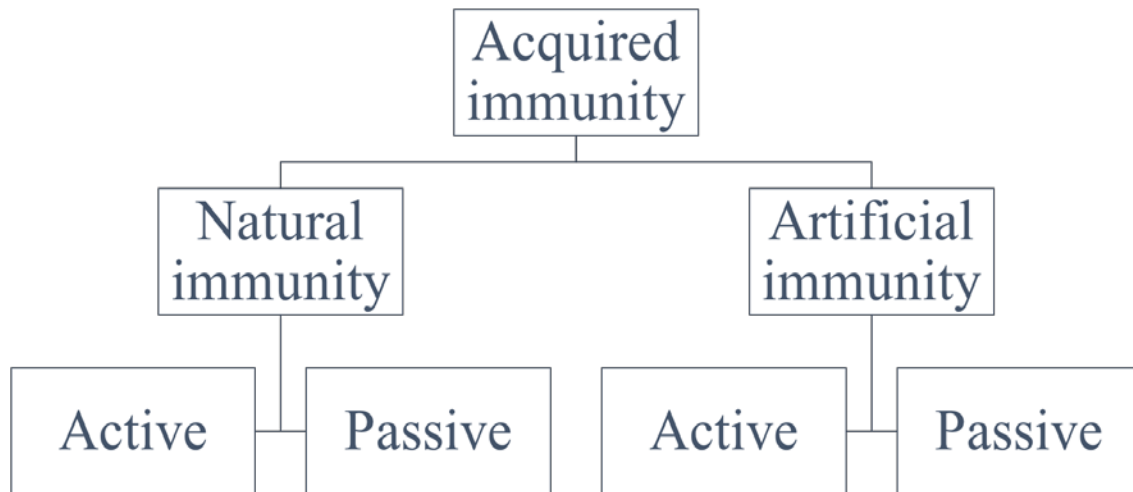 Acquired
immunity
Natural
immunity
Artificial
immunity
Active
Passive
Active
Passive